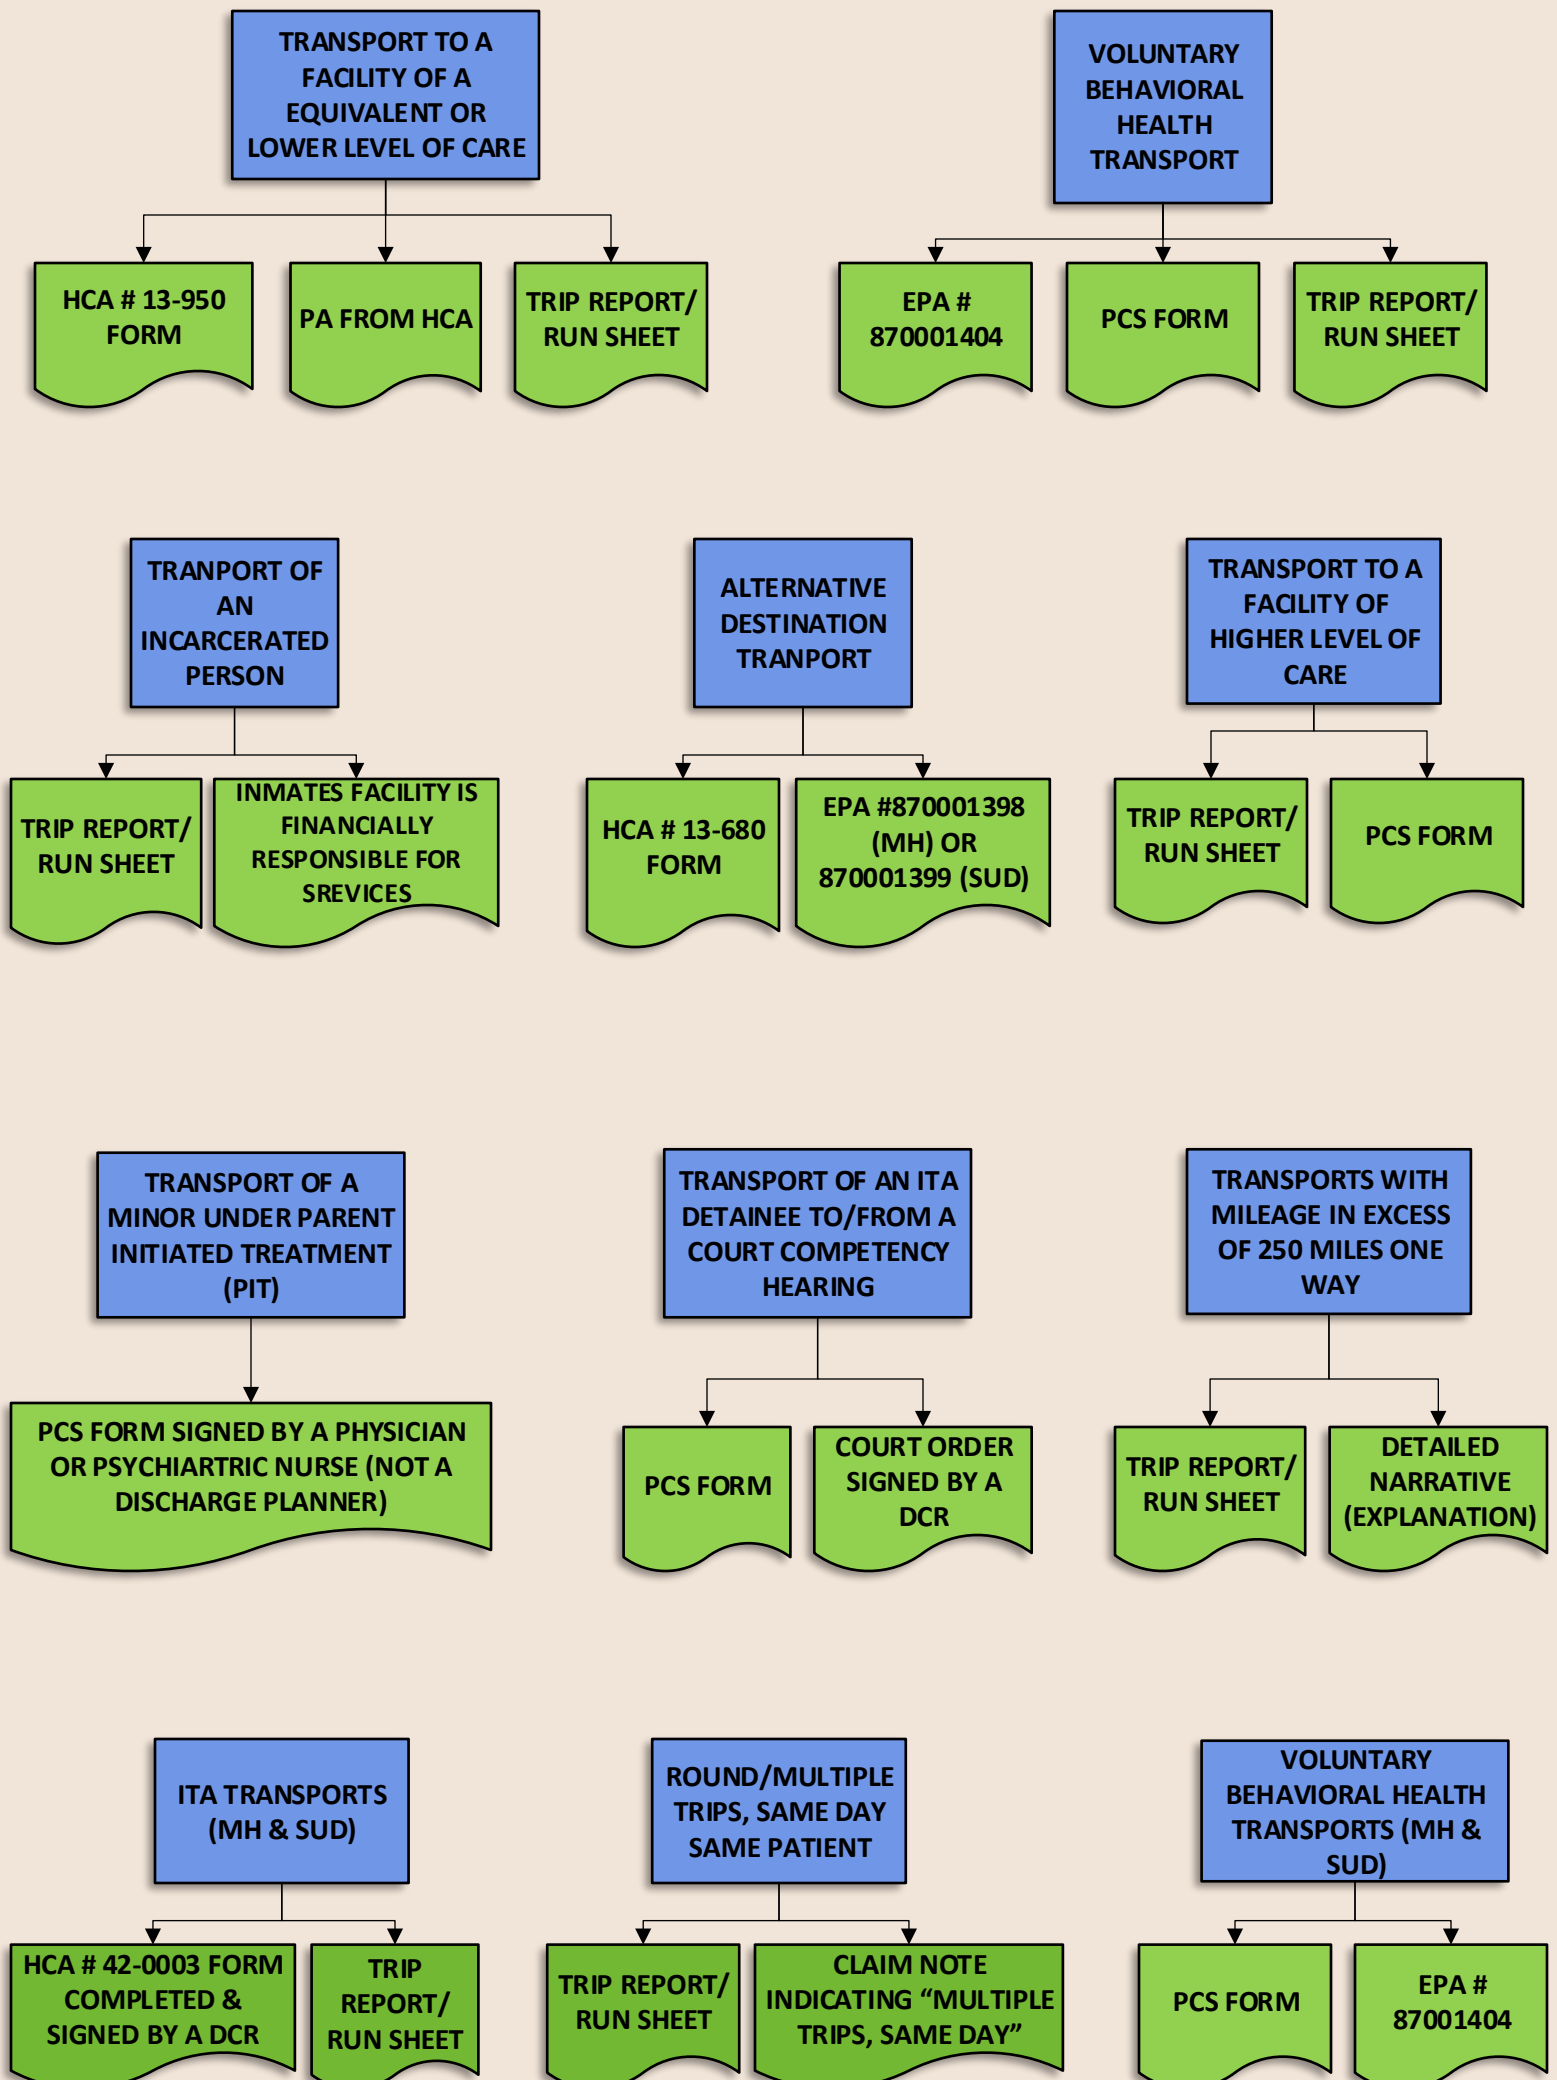 TRANSPORT TO A
FACILITY OF A
EQUIVALENT OR
LOWER LEVEL OF CARE
HCA # 13-950
FORM
PA FROM HCA
TRIP REPORT/
RUN SHEET
VOLUNTARY
BEHAVIORAL
HEALTH
TRANSPORT
EPA #
870001404
PCS FORM
TRIP REPORT/
RUN SHEET
TRANPORT OF
AN
INCARCERATED
PERSON
TRIP REPORT/
RUN SHEET
INMATES FACILITY IS
FINANCIALLY
RESPONSIBLE FOR
SREVICES
ALTERNATIVE
DESTINATION
TRANPORT
HCA # 13-680
FORM
EPA #870001398
(MH) OR
870001399 (SUD)
TRANSPORT TO A
FACILITY OF
HIGHER LEVEL OF
CARE
TRIP REPORT/
RUN SHEET
PCS FORM
TRANSPORT OF A
MINOR UNDER PARENT
INITIATED TREATMENT
(PIT)
PCS FORM SIGNED BY A PHYSICIAN
OR PSYCHIARTRIC NURSE (NOT A
DISCHARGE PLANNER)
TRANSPORT OF AN ITA
DETAINEE TO/FROM A
COURT COMPETENCY
HEARING
PCS FORM
COURT ORDER
SIGNED BY A
DCR
TRANSPORTS WITH
MILEAGE IN EXCESS
OF 250 MILES ONE
WAY
TRIP REPORT/
RUN SHEET
DETAILED
NARRATIVE
(EXPLANATION)
ITA TRANSPORTS
(MH & SUD)
HCA # 42-0003 FORM
COMPLETED &
SIGNED BY A DCR
TRIP
REPORT/
RUN SHEET
ROUND/MULTIPLE
TRIPS, SAME DAY
SAME PATIENT
TRIP REPORT/
RUN SHEET
CLAIM NOTE
INDICATING “MULTIPLE
TRIPS, SAME DAY”
VOLUNTARY
BEHAVIORAL HEALTH
TRANSPORTS (MH &
SUD)
PCS FORM
EPA #
87001404